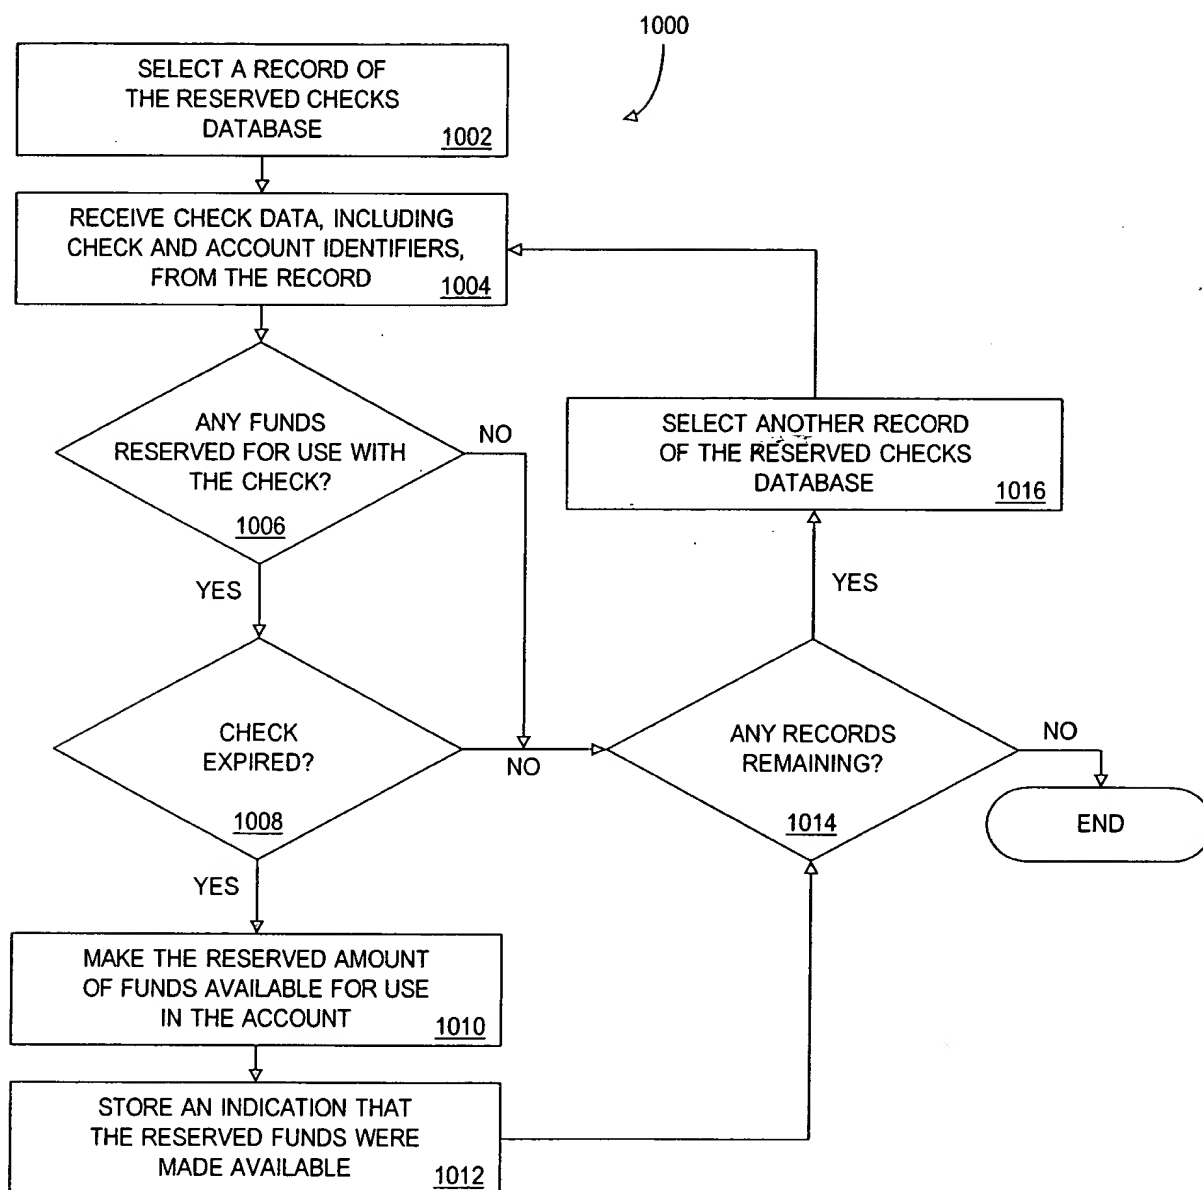 1000
SELECT A RECORD OF
THE RESERVED CHECKS
DATABASE
1002
RECEIVE CHECK DATA, INCLUDING
CHECK AND ACCOUNT IDENTIFIERS,
FROM THE RECORD
1004
ANY FUNDS
RESERVED FOR USE WITH
THE CHECK?
1006
NO
YES
CHECK
EXPIRED?
1008
NO
YES
MAKE THE RESERVED AMOUNT
OF FUNDS AVAILABLE FOR USE
IN THE ACCOUNT
1010
STORE AN INDICATION THAT
THE RESERVED FUNDS WERE
MADE AVAILABLE
1012
SELECT ANOTHER RECORD
OF THE RESERVED CHECKS
DATABASE
1016
YES
ANY RECORDS
REMAINING?
1014
NO
END